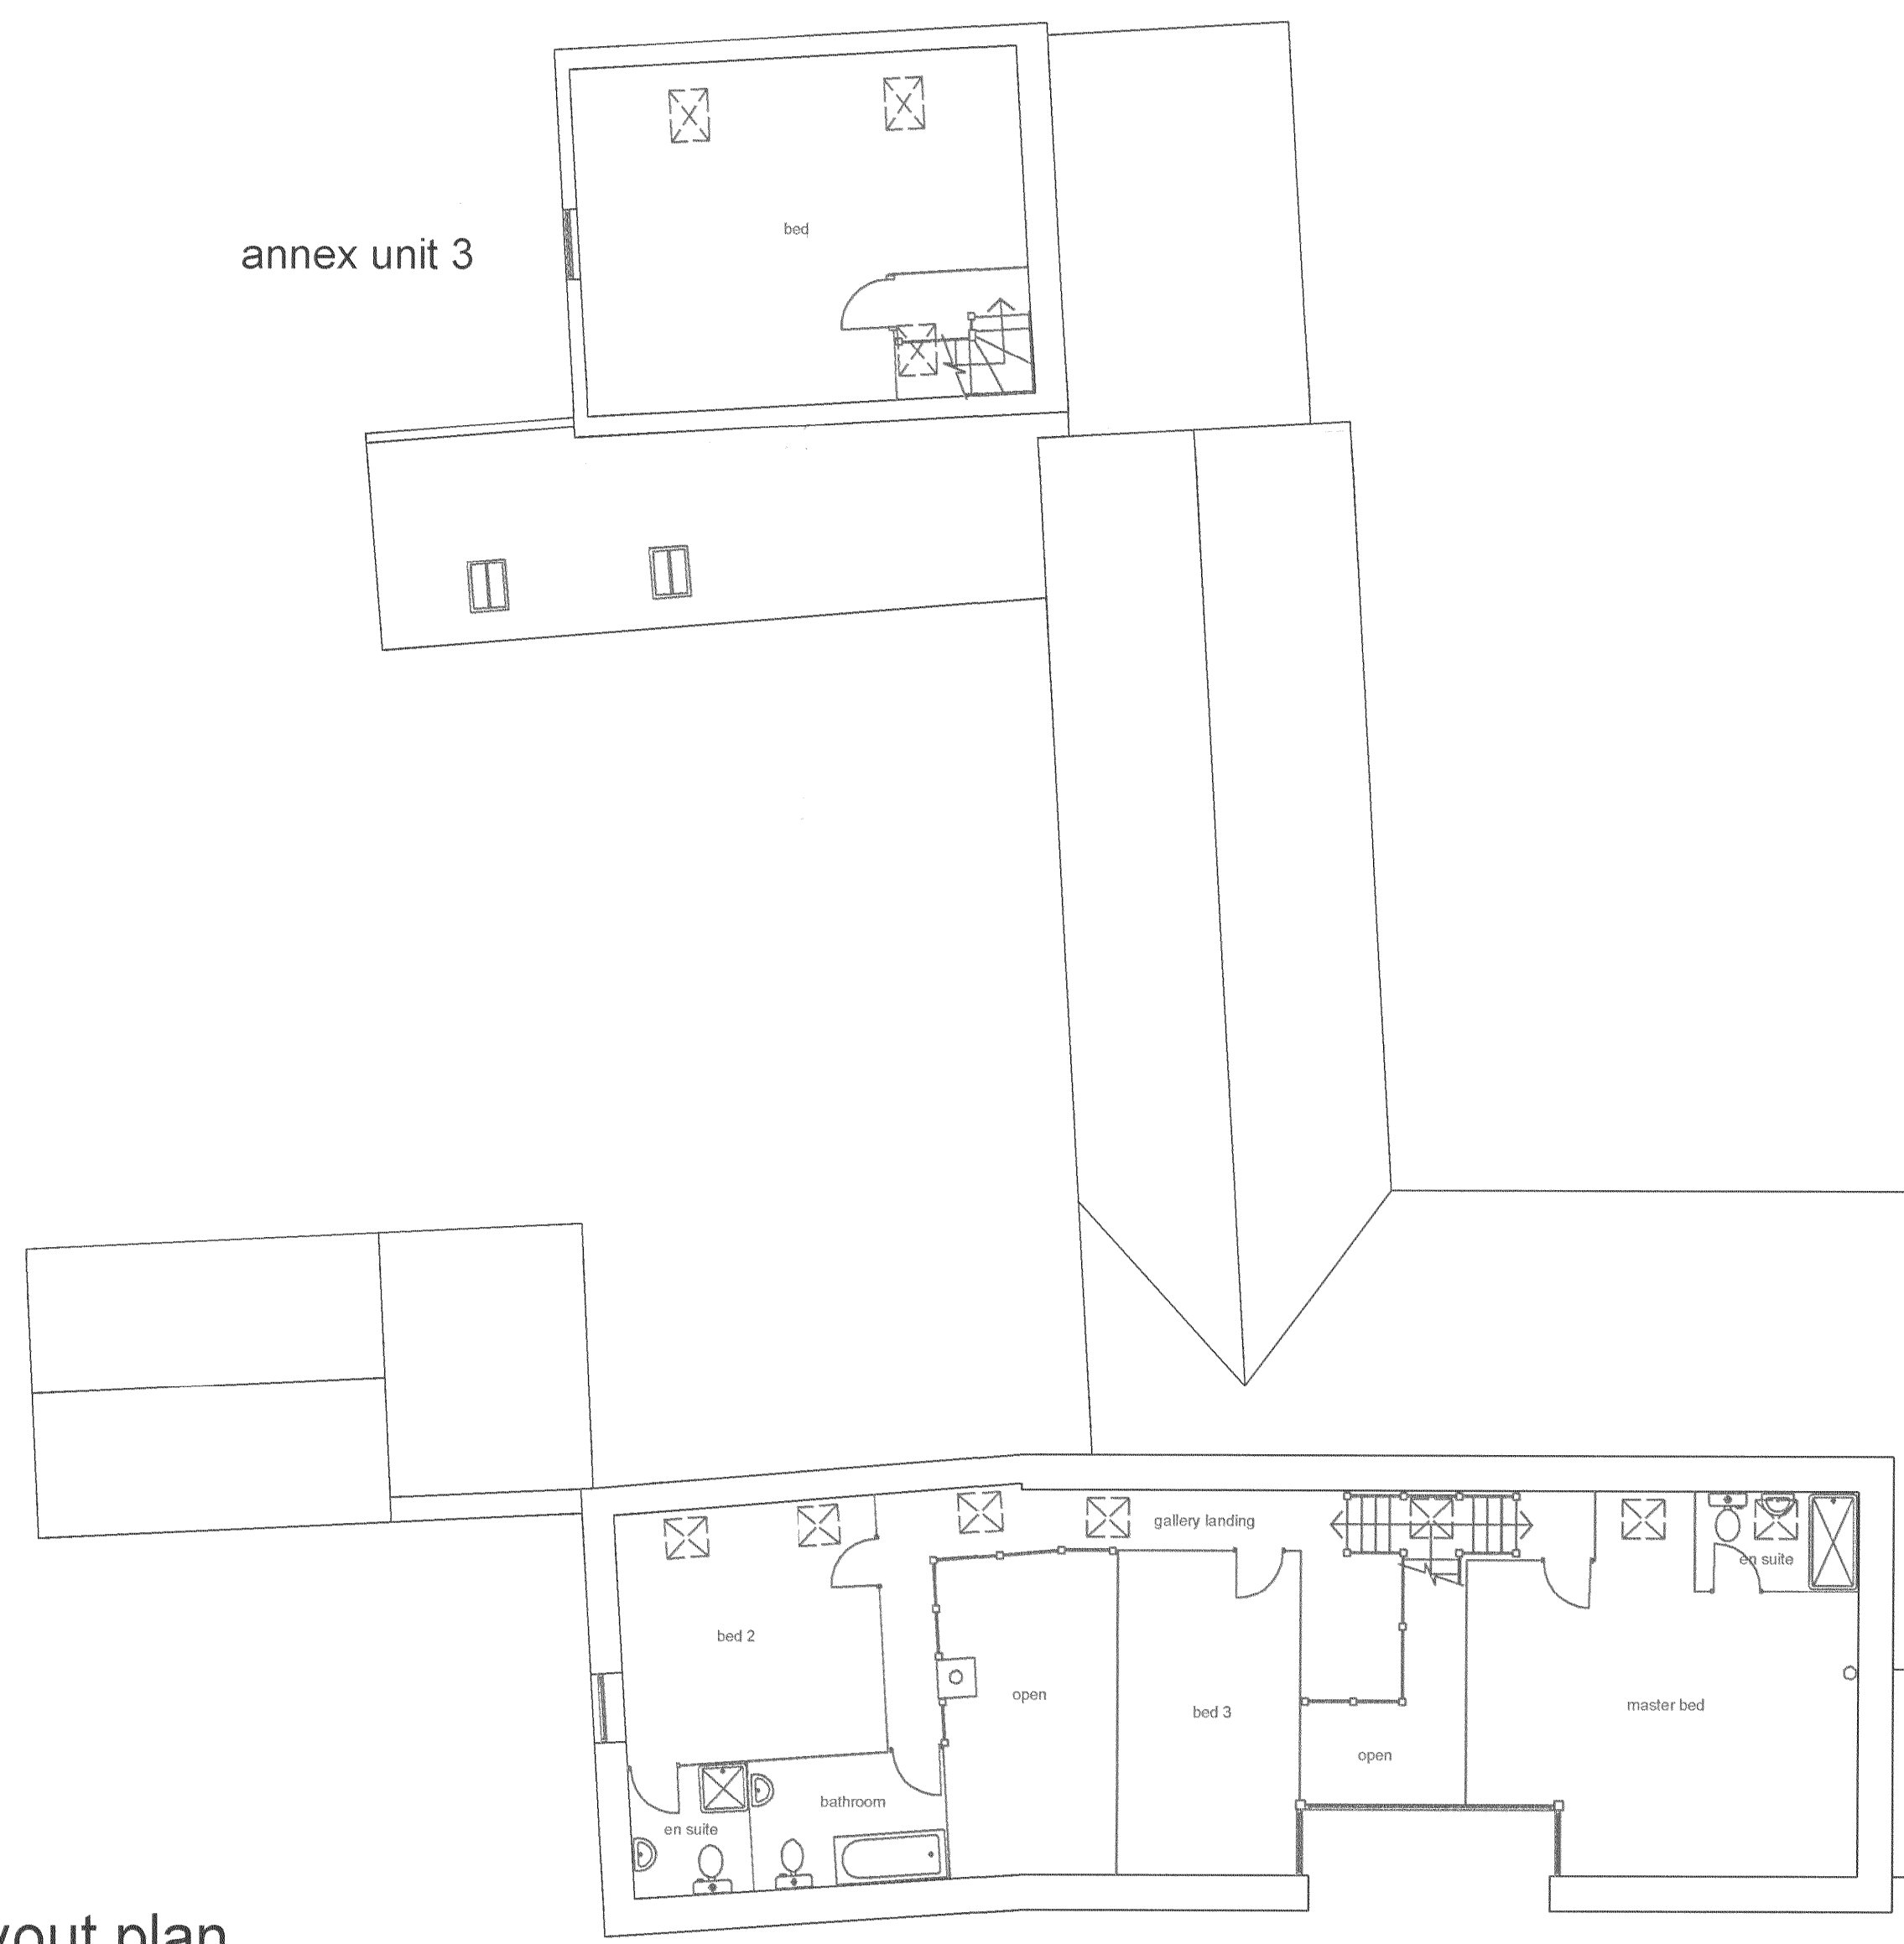 annex unit 3
bed
gallery landing
en suite
bed 2
open
bed 3
master bed
open
bathroom
en suite
yout plan